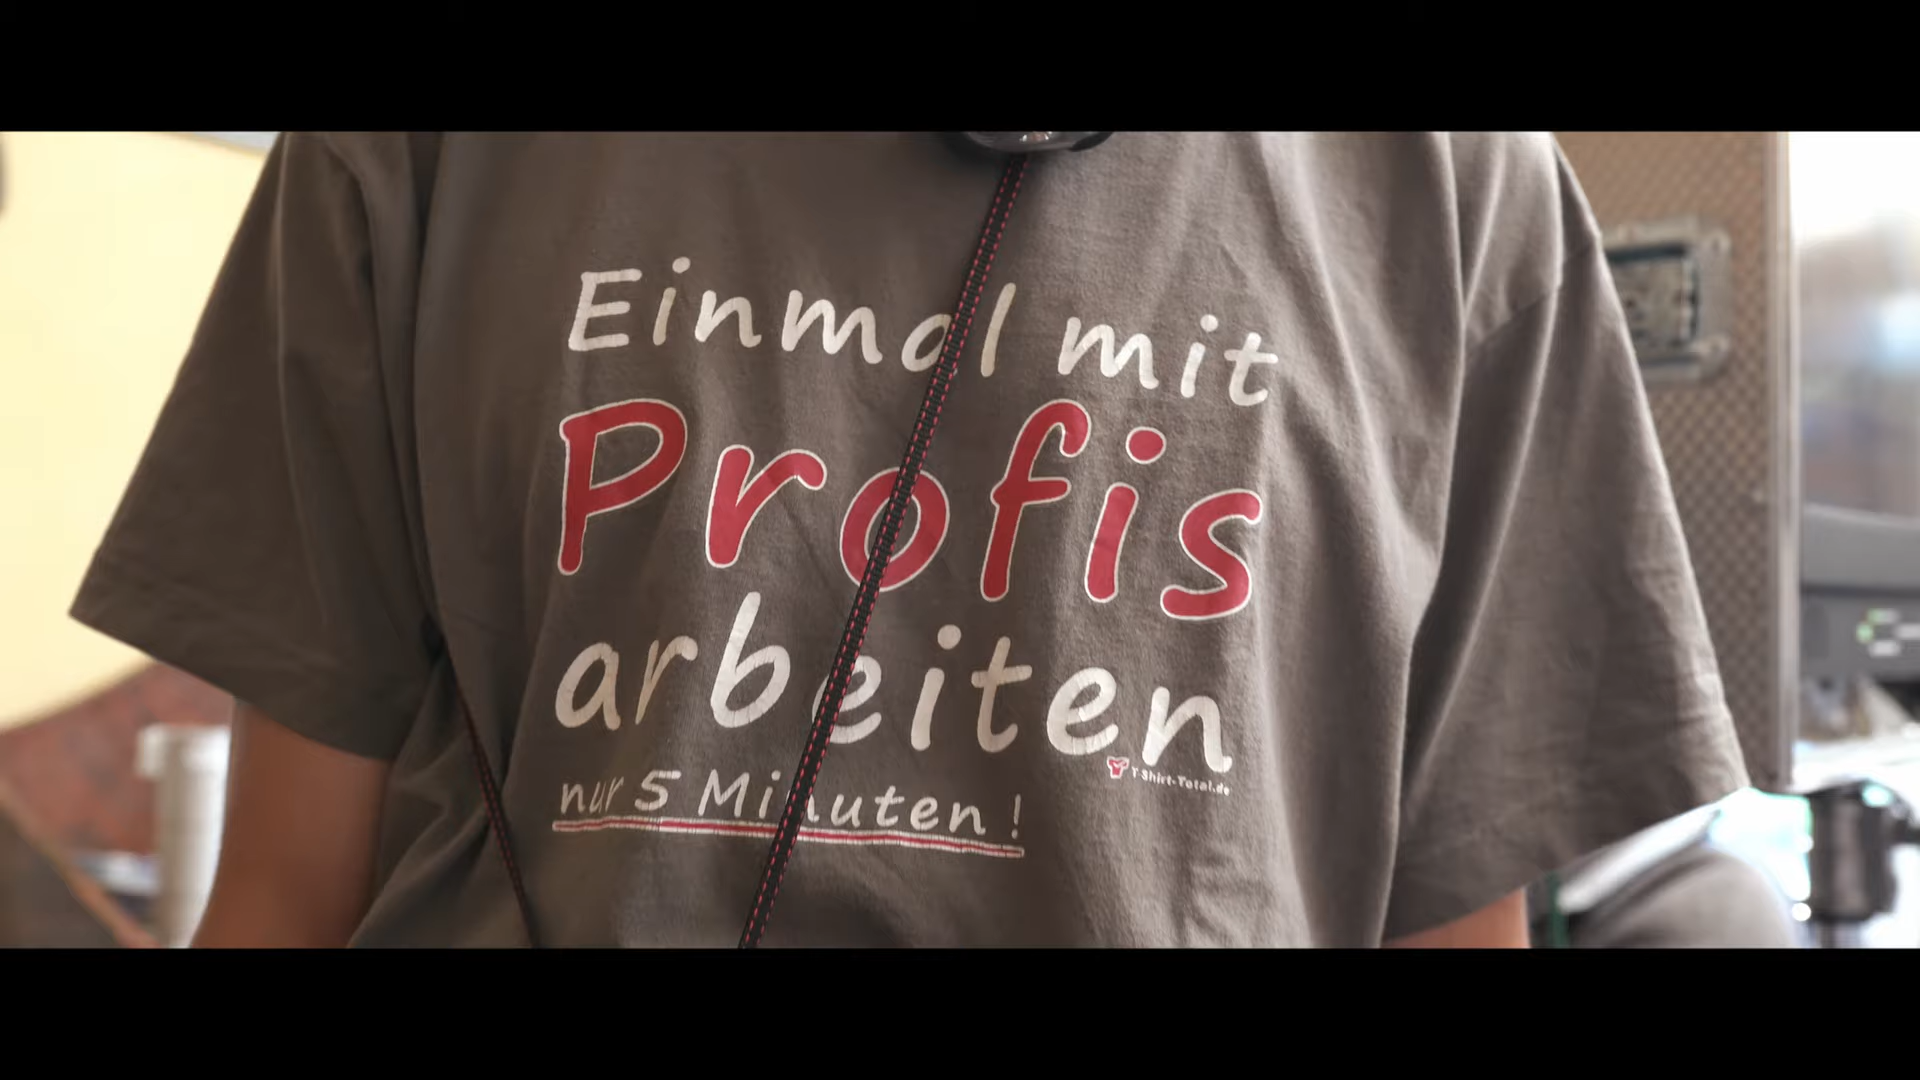 Einmal mit
Profis
arbeiten
T-Shirt-Total.de
nur 5 Minuten!